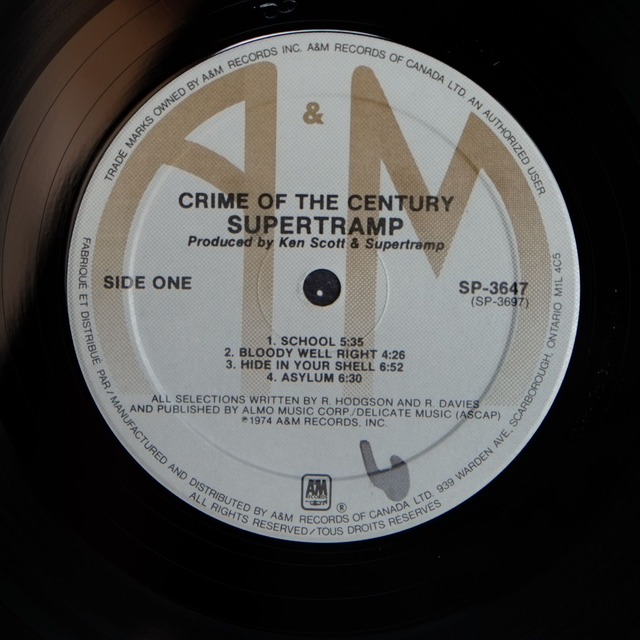 TRADE MARKS OWNED BY A&M RECORDS INC. A&M RECORDS OF CANADA LTD. AN AUTHORIZED USER
A & M
CRIME OF THE CENTURY
SUPERTRAMP
Produced by Ken Scott & Supertramp
SIDE ONE
SP-3647
(SP-3697)
1. SCHOOL 5:35
2. BLOODY WELL RIGHT 4:26
3. HIDE IN YOUR SHELL 6:52
4. ASYLUM 6:30
ALL SELECTIONS WRITTEN BY R. HODGSON AND R. DAVIES
AND PUBLISHED BY ALMO MUSIC CORP./DELICATE MUSIC (ASCAP)
℗1974 A&M RECORDS, INC.
A&M
RECORDS
®
FABRIQUÉ ET DISTRIBUÉ PAR/MANUFACTURED AND DISTRIBUTED BY A&M RECORDS OF CANADA LTD. 939 WARDEN AVE, SCARBOROUGH, ONTARIO M1L 4C5
ALL RIGHTS RESERVED/TOUS DROITS RESERVÉS